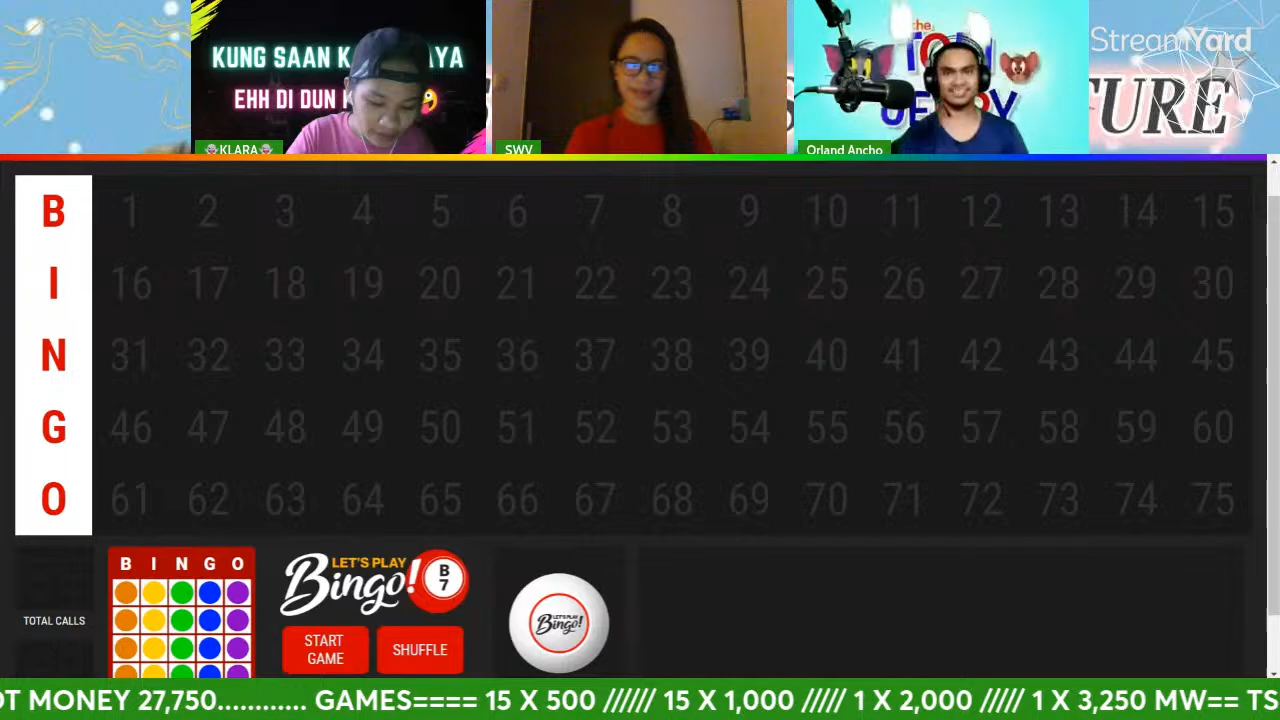 KUNG SAAN K AYA
EHH DI DUN
the
TOM
StreamYard
TURE
👻KLARA👻
SWV
Orland Ancho
B 1 2 3 4 5 6 7 8 9 10 11 12 13 14 15
I 16 17 18 19 20 21 22 23 24 25 26 27 28 29 30
N 31 32 33 34 35 36 37 38 39 40 41 42 43 44 45
G 46 47 48 49 50 51 52 53 54 55 56 57 58 59 60
O 61 62 63 64 65 66 67 68 69 70 71 72 73 74 75
TOTAL CALLS
B I N G O
LET'S PLAY
Bingo!
B
7
START
GAME
SHUFFLE
LET'S PLAY
Bingo!
OT MONEY 27,750............ GAMES==== 15 X 500 ////// 15 X 1,000 ///// 1 X 2,000 ///// 1 X 3,250 MW== TS